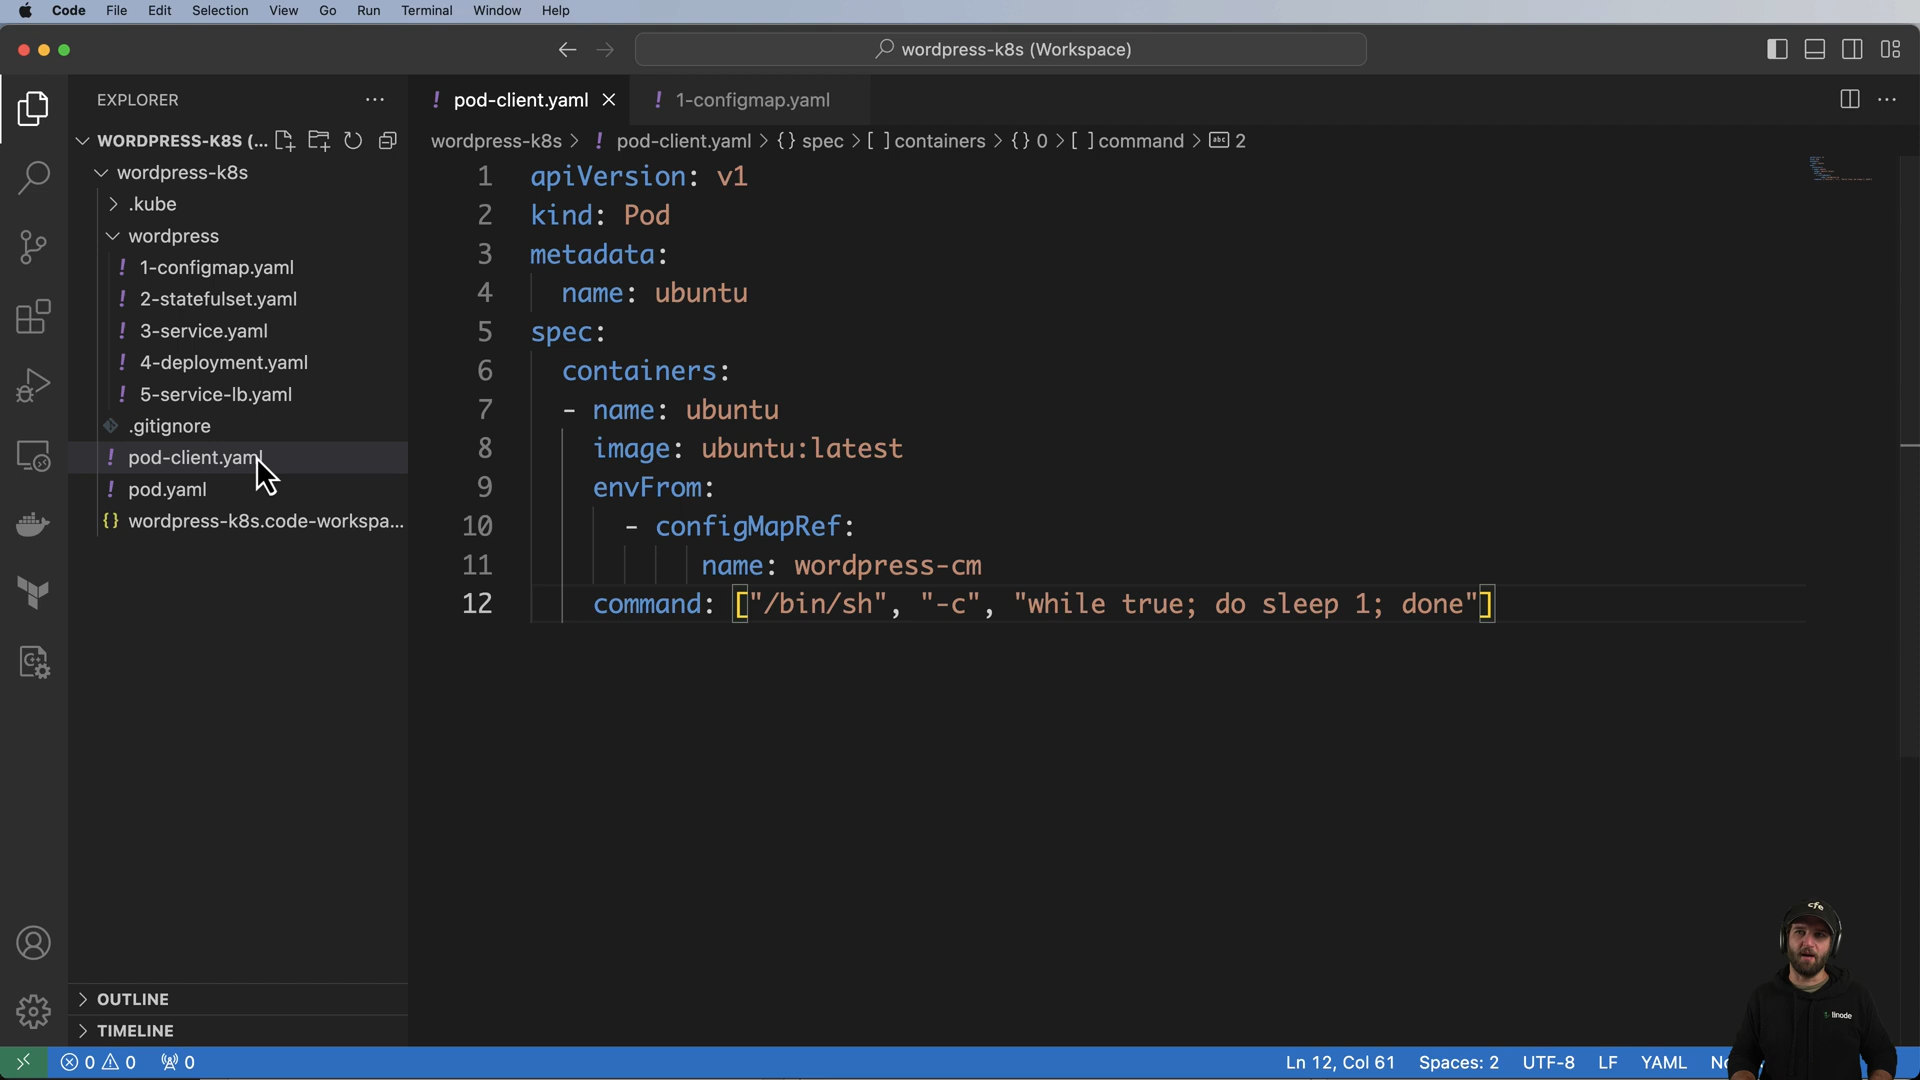 Code File Edit Selection View Go Run Terminal Window Help
wordpress-k8s (Workspace)
EXPLORER
WORDPRESS-K8S (...
wordpress-k8s
.kube
wordpress
! 1-configmap.yaml
! 2-statefulset.yaml
! 3-service.yaml
! 4-deployment.yaml
! 5-service-lb.yaml
.gitignore
! pod-client.yaml
! pod.yaml
{} wordpress-k8s.code-workspa...
OUTLINE
TIMELINE
! pod-client.yaml
! 1-configmap.yaml
wordpress-k8s > ! pod-client.yaml > {} spec > [ ] containers > {} 0 > [ ] command > abc 2
1 apiVersion: v1
2 kind: Pod
3 metadata:
4 name: ubuntu
5 spec:
6 containers:
7 - name: ubuntu
8 image: ubuntu:latest
9 envFrom:
10 - configMapRef:
11 name: wordpress-cm
12 command: ["/bin/sh", "-c", "while true; do sleep 1; done"]
cfe
linode
0 0 0
Ln 12, Col 61 Spaces: 2 UTF-8 LF YAML